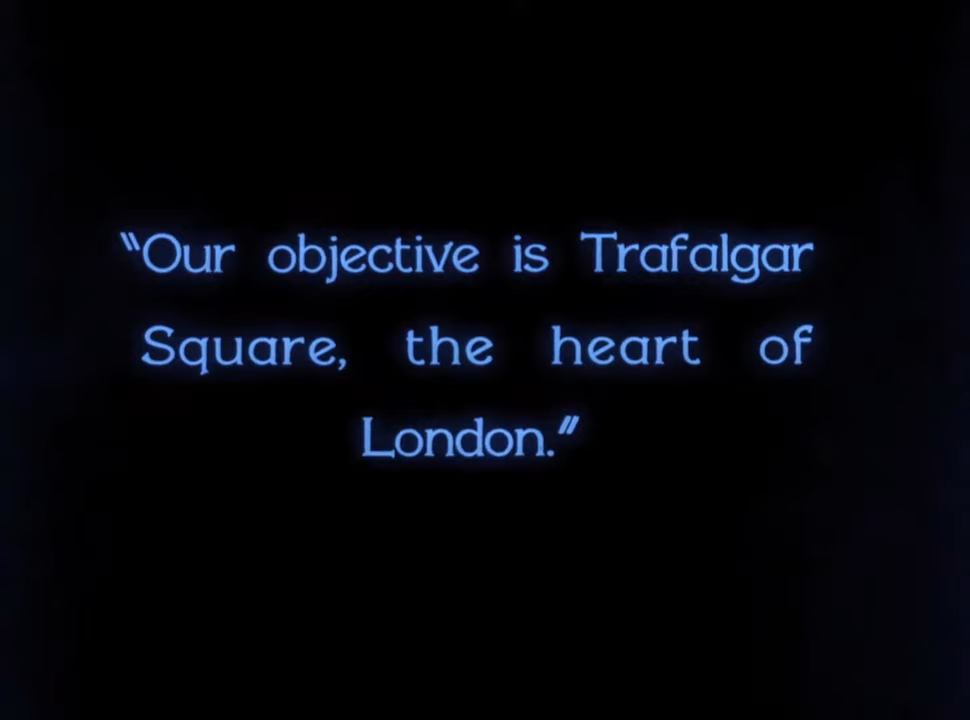 "Our objective is Trafalgar
Square, the heart of
London."